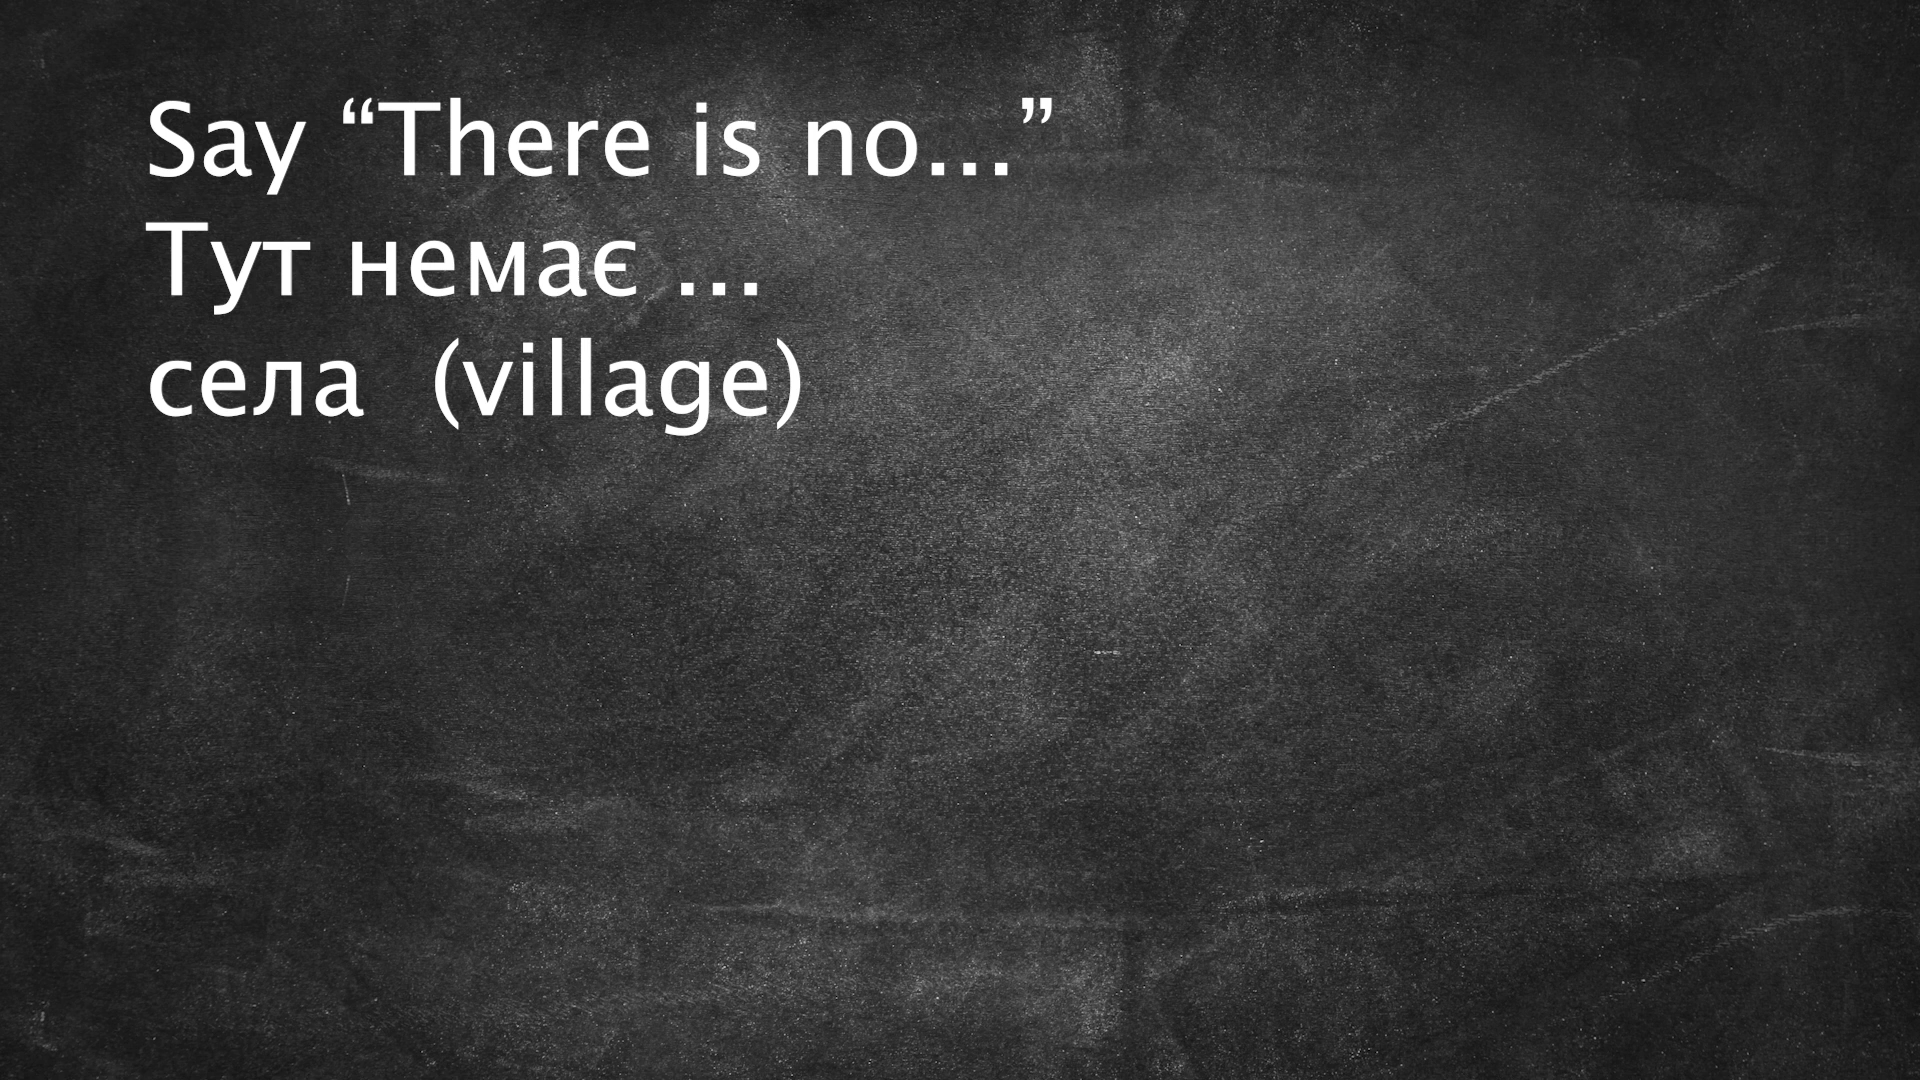 Say “There is no...”
Тут немає ...
села (village)